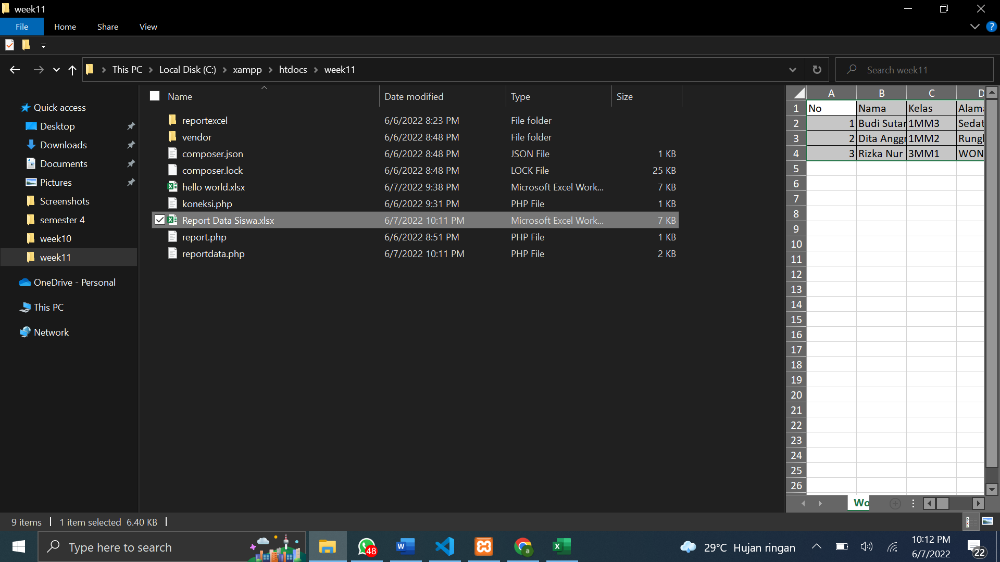 week11
File Home Share View
This PC Local Disk (C:) xampp htdocs week11
Search week11
Quick access
Desktop
Downloads
Documents
Pictures
Screenshots
semester 4
week10
week11
OneDrive - Personal
This PC
Network
Name Date modified Type Size
reportexcel 6/6/2022 8:23 PM File folder
vendor 6/6/2022 8:48 PM File folder
composer.json 6/6/2022 8:48 PM JSON File 1 KB
composer.lock 6/6/2022 8:48 PM LOCK File 25 KB
hello world.xlsx 6/7/2022 9:38 PM Microsoft Excel Work... 7 KB
koneksi.php 6/6/2022 9:31 PM PHP File 1 KB
Report Data Siswa.xlsx 6/7/2022 10:11 PM Microsoft Excel Work... 7 KB
report.php 6/6/2022 8:51 PM PHP File 1 KB
reportdata.php 6/7/2022 10:11 PM PHP File 2 KB
A B C D
1 No Nama Kelas Alam
2 1 Budi Sutar 1MM3 Sedat
3 2 Dita Anggr 1MM2 Rungl
4 3 Rizka Nur 3MM1 WON
5
6
7
8
9
10
11
12
13
14
15
16
17
18
19
20
21
22
23
24
25
26
Wo
9 items 1 item selected 6.40 KB
Type here to search
48
29°C Hujan ringan
10:12 PM
6/7/2022
22